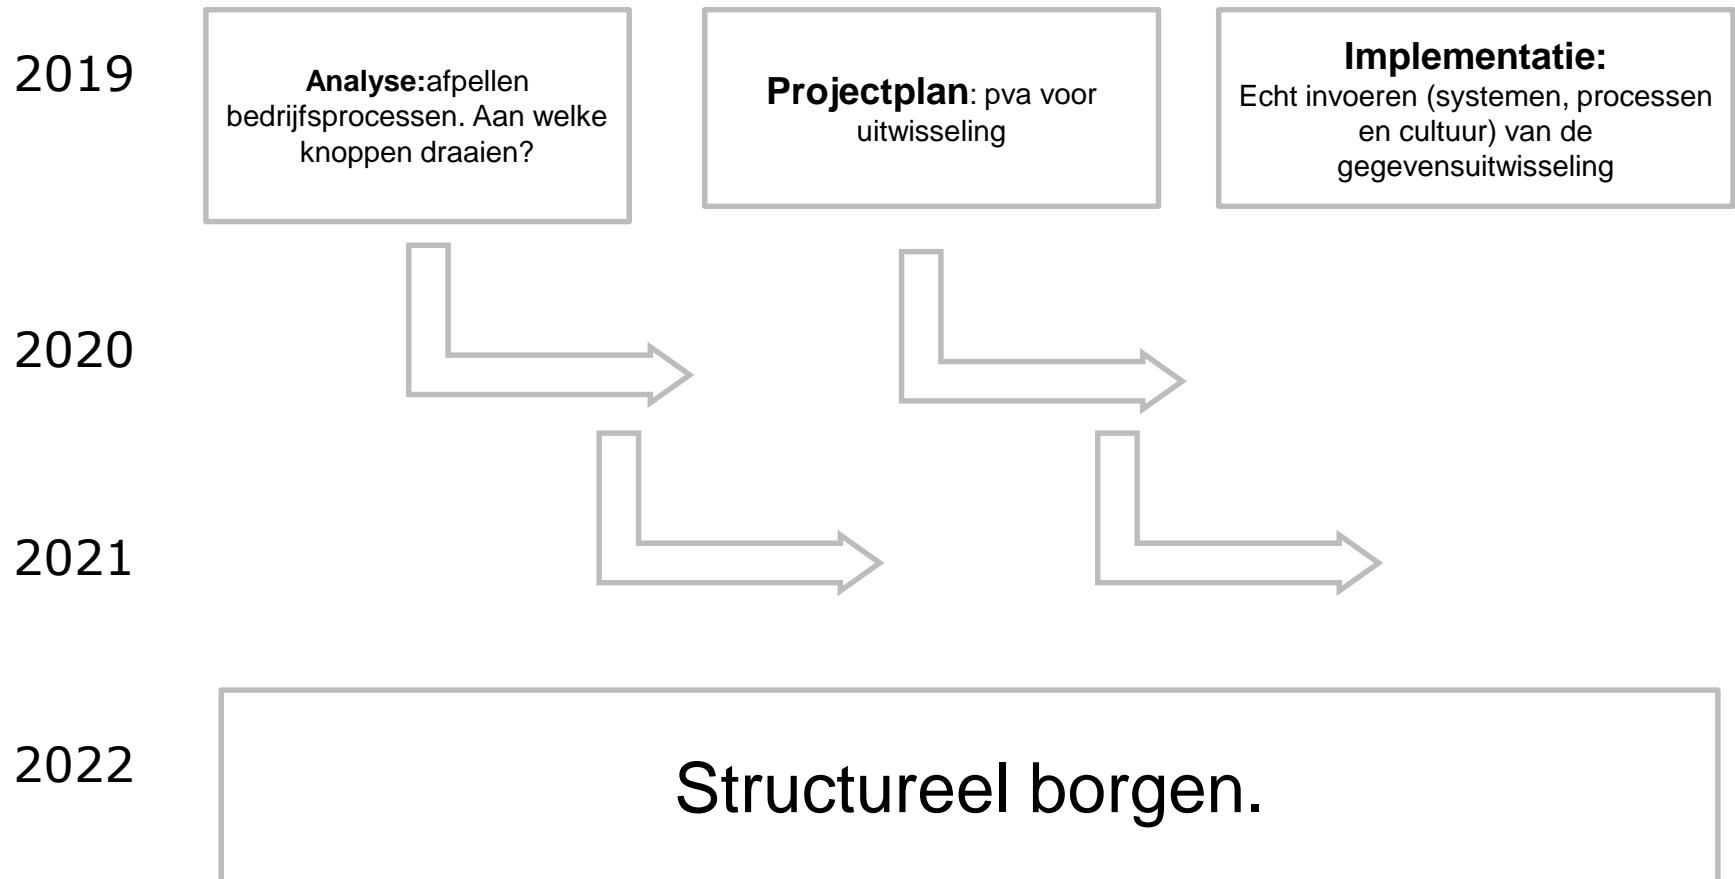 2019
Analyse:afpellen
bedrijfsprocessen. Aan welke
knoppen draaien?
Projectplan: pva voor
uitwisseling
Implementatie:
Echt invoeren (systemen, processen
en cultuur) van de
gegevensuitwisseling
2020
2021
2022
Structureel borgen.